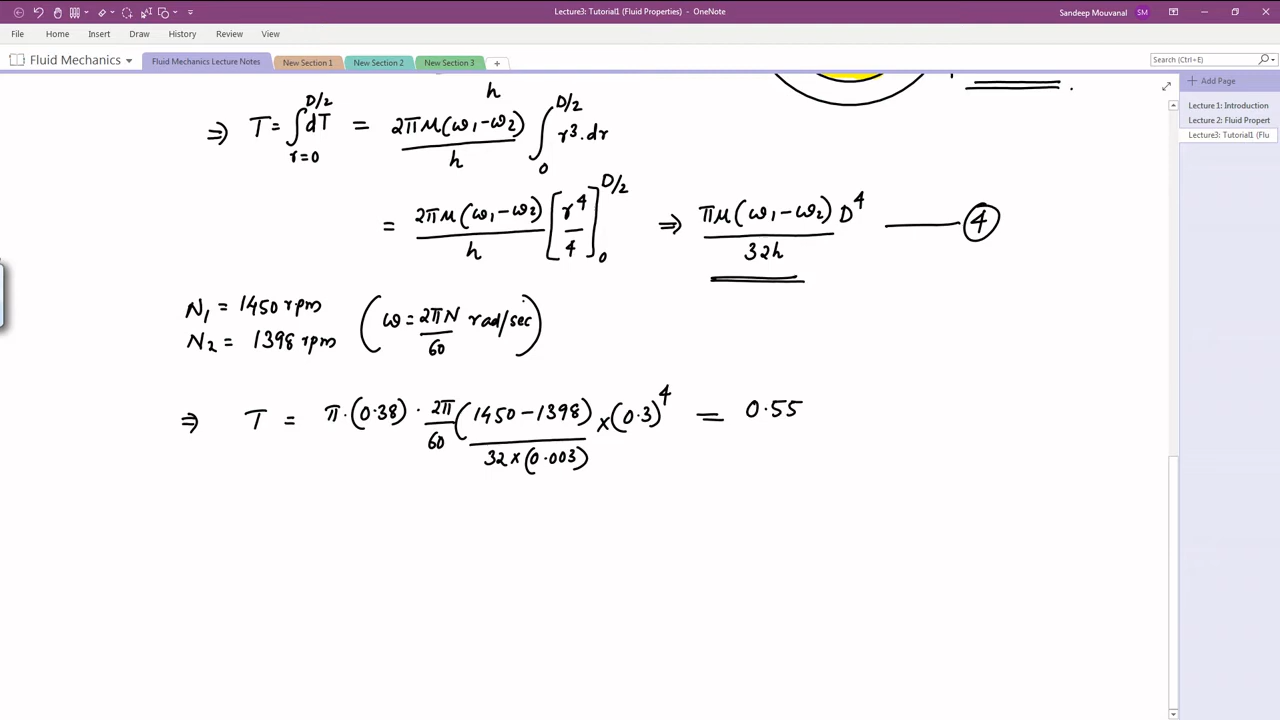 Lecture3: Tutorial1 (Fluid Properties) - OneNote
Sandeep Mouvanal SM
File Home Insert Draw History Review View
Fluid Mechanics
Fluid Mechanics Lecture Notes New Section 1 New Section 2 New Section 3 +
Search (Ctrl+E)
Add Page
Lecture 1: Introduction
Lecture 2: Fluid Propert
Lecture3: Tutorial1 (Flu
h
⇒ T = ∫_{r=0}^{D/2} dT = 2πμ(ω₁-ω₂)/h ∫_0^{D/2} r³.dr
= 2πμ(ω₁-ω₂)/h [r⁴/4]_0^{D/2} ⇒ πμ(ω₁-ω₂)D⁴/32h —— ④
N₁ = 1450 rpm
N₂ = 1398 rpm (ω = 2πN/60 rad/sec)
⇒ T = π·(0.38)·2π/60 (1450-1398)/32×(0.003) ×(0.3)⁴ = 0.55